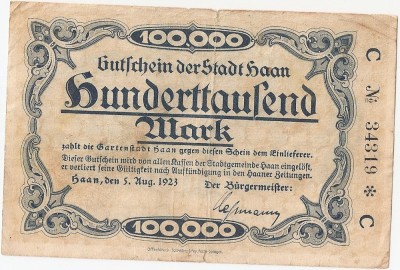 100.000
Gutschein der Stadt Haan
Hunderttausend
Mark
zahlt die Gartenstadt Haan gegen diesen Schein dem Einlieferer.
Dieser Gutschein wird von allen Kassen der Stadtgemeinde Haan eingelöst,
er verliert seine Gültigkeit nach Aufkündigung in den Haaner Zeitungen.
Haan, den 5. Aug. 1923 Der Bürgermeister:
100.000
C № 34319 * C